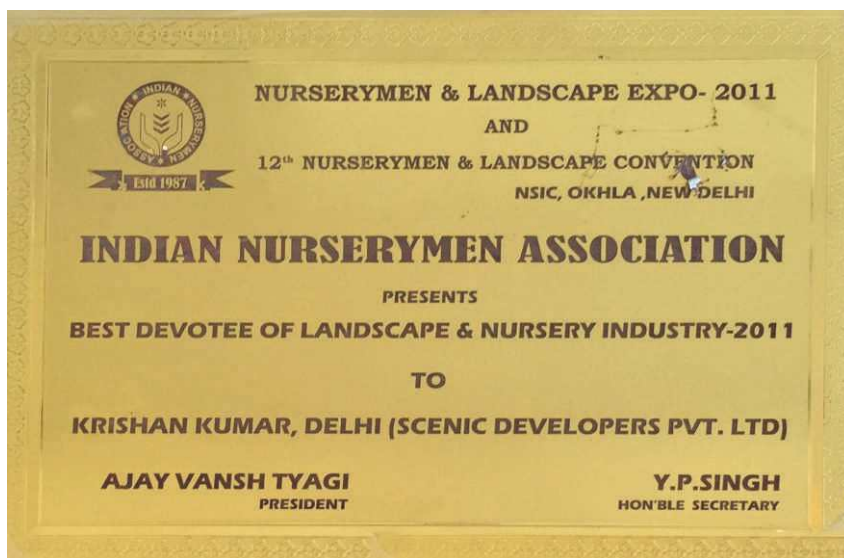 INDIAN NURSERYMEN ASSOCIATION
Estd 1987
NURSERYMEN & LANDSCAPE EXPO- 2011
AND
12th NURSERYMEN & LANDSCAPE CONVENTION
NSIC, OKHLA ,NEW DELHI
INDIAN NURSERYMEN ASSOCIATION
PRESENTS
BEST DEVOTEE OF LANDSCAPE & NURSERY INDUSTRY-2011
TO
KRISHAN KUMAR, DELHI (SCENIC DEVELOPERS PVT. LTD)
AJAY VANSH TYAGI
PRESIDENT
Y.P.SINGH
HON'BLE SECRETARY